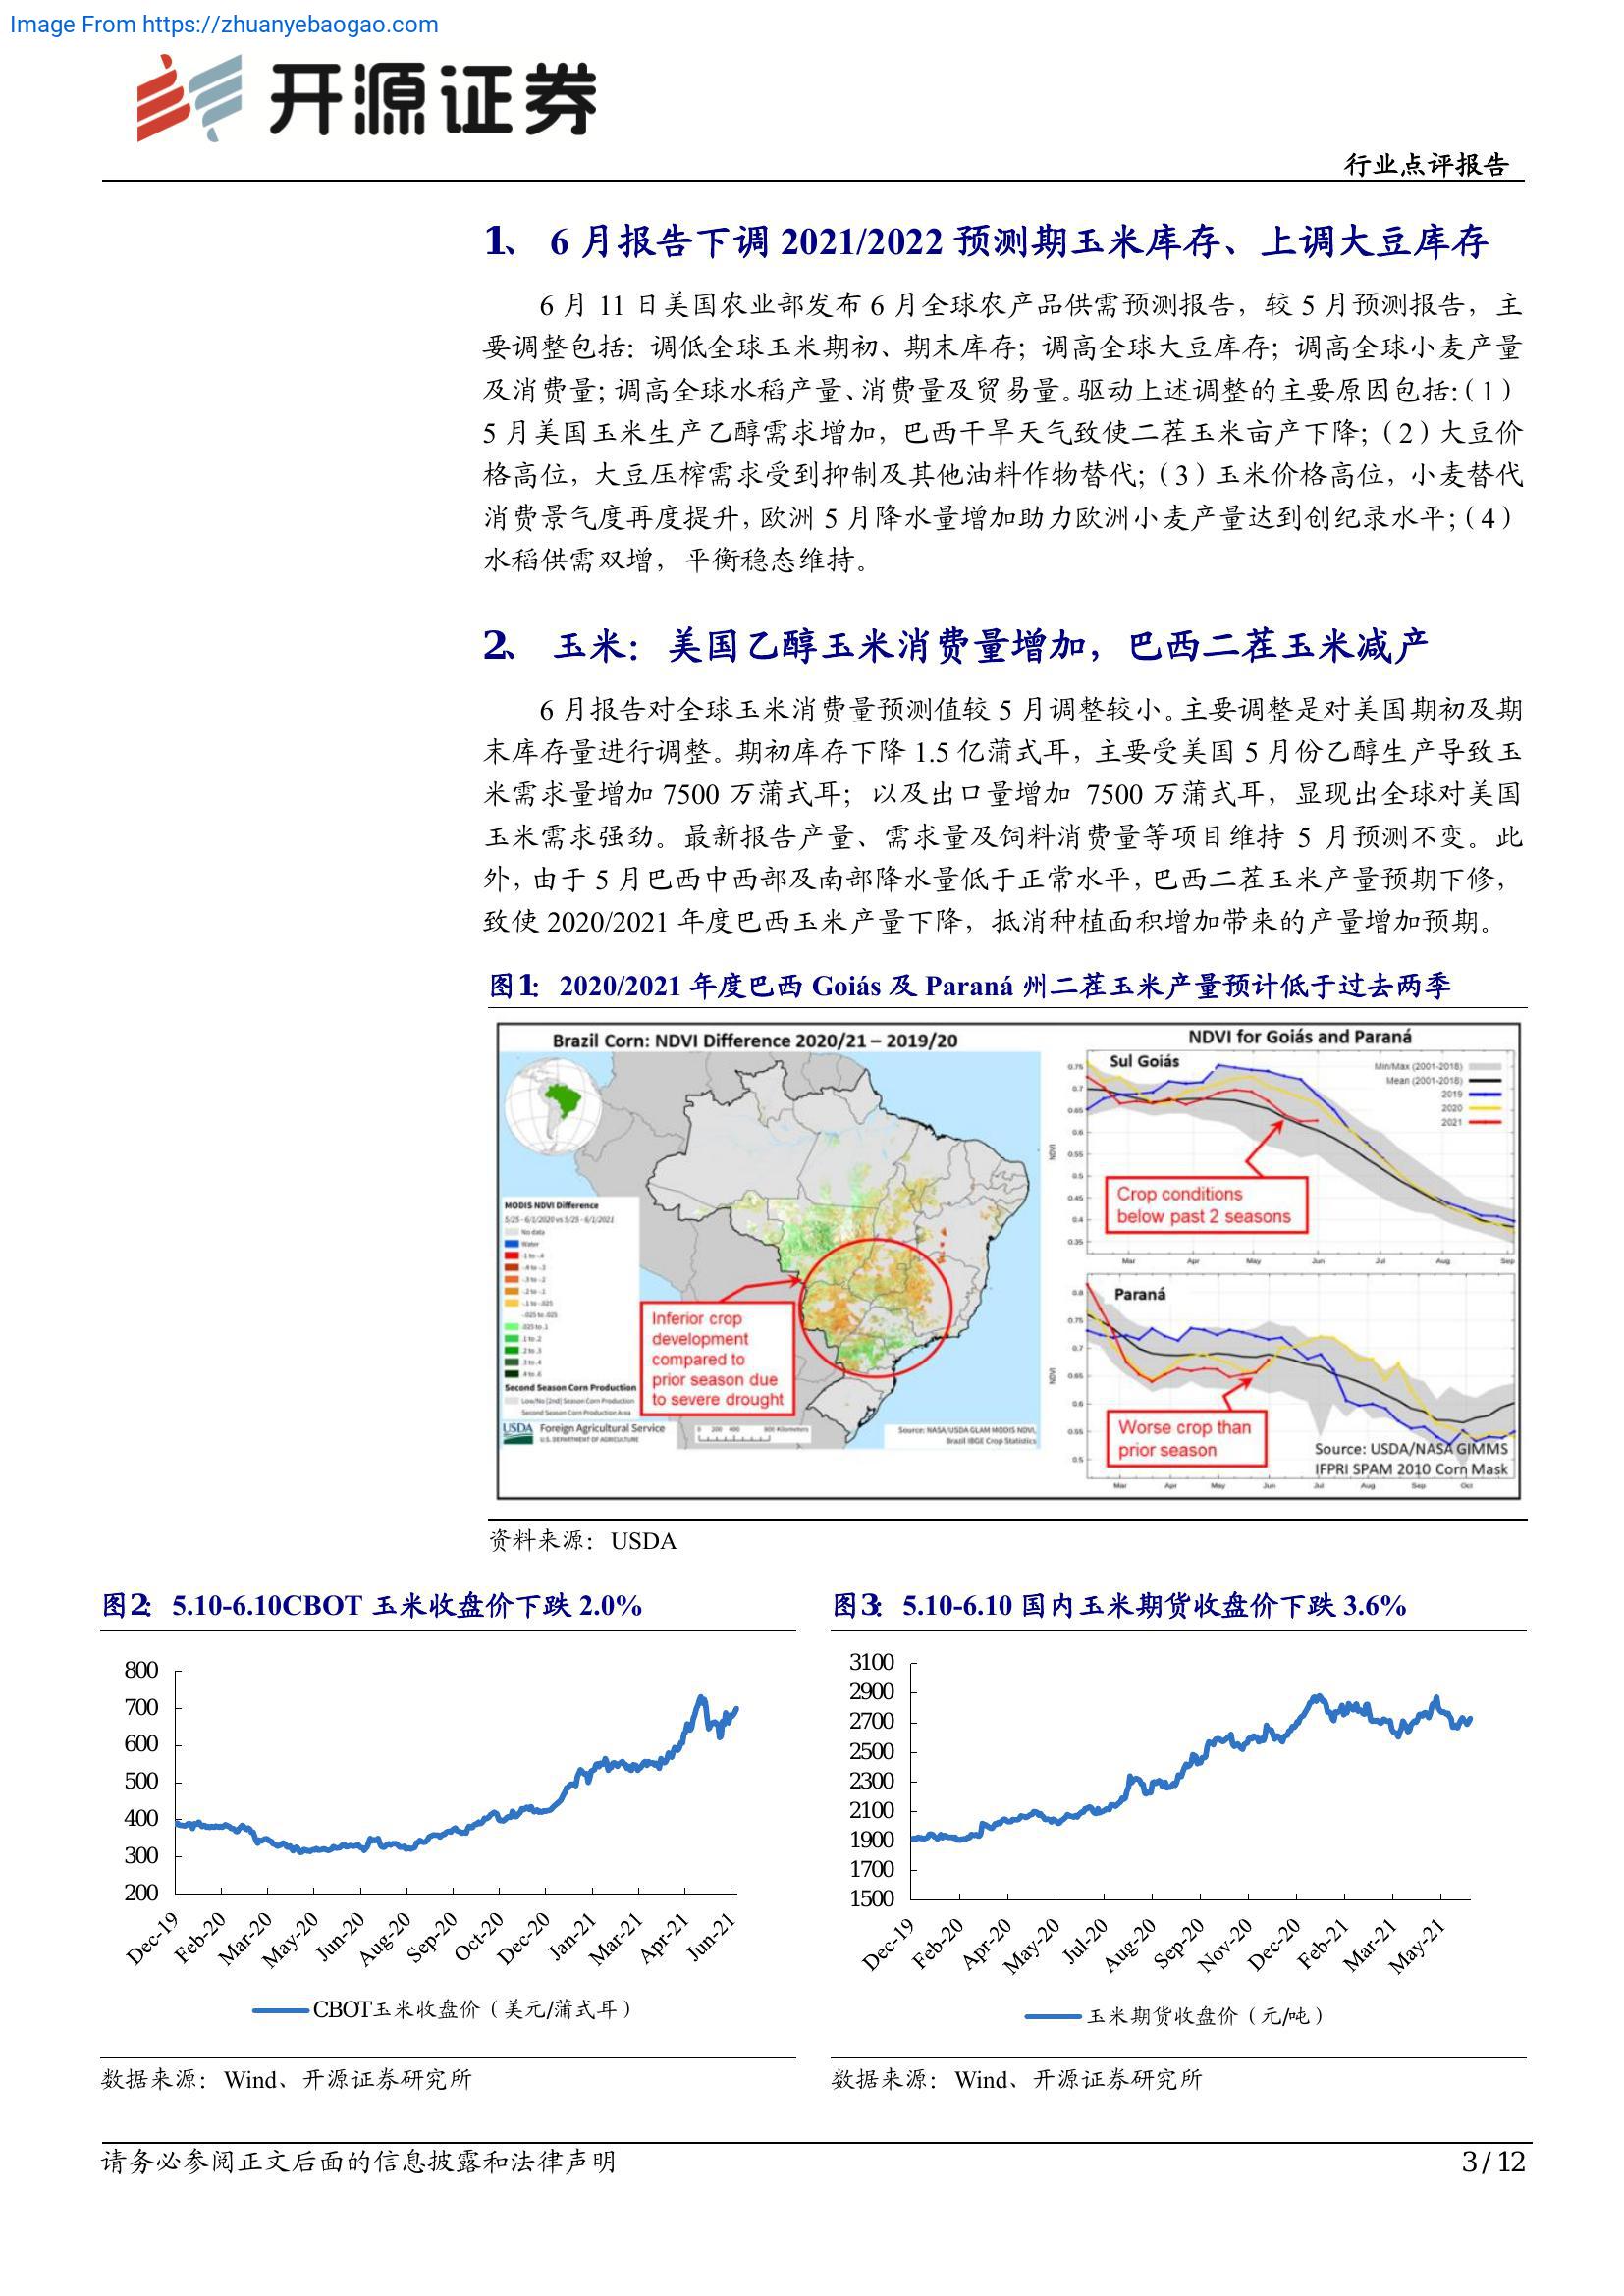 Image From https://zhuanyebaogao.com
开源证券
行业点评报告
1、 6 月报告下调 2021/2022 预测期玉米库存、上调大豆库存
6 月 11 日美国农业部发布 6 月全球农产品供需预测报告，较 5 月预测报告，主
要调整包括：调低全球玉米期初、期末库存；调高全球大豆库存；调高全球小麦产量
及消费量；调高全球水稻产量、消费量及贸易量。驱动上述调整的主要原因包括：（1）
5 月美国玉米生产乙醇需求增加，巴西干旱天气致使二茬玉米亩产下降；（2）大豆价
格高位，大豆压榨需求受到抑制及其他油料作物替代；（3）玉米价格高位，小麦替代
消费景气度再度提升，欧洲 5 月降水量增加助力欧洲小麦产量达到创纪录水平；（4）
水稻供需双增，平衡稳态维持。
2、 玉米：美国乙醇玉米消费量增加，巴西二茬玉米减产
6 月报告对全球玉米消费量预测值较 5 月调整较小。主要调整是对美国期初及期
末库存量进行调整。期初库存下降 1.5 亿蒲式耳，主要受美国 5 月份乙醇生产导致玉
米需求量增加 7500 万蒲式耳；以及出口量增加 7500 万蒲式耳，显现出全球对美国
玉米需求强劲。最新报告产量、需求量及饲料消费量等项目维持 5 月预测不变。此
外，由于 5 月巴西中西部及南部降水量低于正常水平，巴西二茬玉米产量预期下修，
致使 2020/2021 年度巴西玉米产量下降，抵消种植面积增加带来的产量增加预期。
图1： 2020/2021 年度巴西 Goiás 及 Paraná 州二茬玉米产量预计低于过去两季
Brazil Corn: NDVI Difference 2020/21 – 2019/20
MODIS NDVI Difference
5/25 - 6/1/2020 vs 5/25 - 6/1/2021
No data
Water
.025 to .1
.1 to .2
.2 to .3
.3 to .4
Second Season Corn Production
Low/No (2nd) Season Corn Production
Second Season Corn Production Area
USDA Foreign Agricultural Service
U.S. DEPARTMENT OF AGRICULTURE
0 200 400 800 Kilometers
Source: NASA/USDA GLAM MODIS NDVI,
Brazil IBGE Crop Statistics
Inferior crop
development
compared to
prior season due
to severe drought
NDVI for Goiás and Paraná
Sul Goiás
Min/Max (2001-2018)
Mean (2001-2018)
2019
2020
2021
NDVI
0.75
0.7
0.65
0.6
0.55
0.5
0.45
0.4
0.35
Crop conditions
below past 2 seasons
Mar Apr May Jun Jul Aug Sep
Paraná
NDVI
0.8
0.75
0.7
0.65
0.6
0.55
0.5
Worse crop than
prior season
Source: USDA/NASA GIMMS
IFPRI SPAM 2010 Corn Mask
Mar Apr May Jun Jul Aug Sep Oct
资料来源：USDA
图2： 5.10-6.10CBOT 玉米收盘价下跌 2.0%
800
700
600
500
400
300
200
Dec-19 Feb-20 Mar-20 May-20 Jun-20 Aug-20 Sep-20 Oct-20 Dec-20 Jan-21 Mar-21 Apr-21 Jun-21
CBOT玉米收盘价（美元/蒲式耳）
数据来源：Wind、开源证券研究所
图3： 5.10-6.10 国内玉米期货收盘价下跌 3.6%
3100
2900
2700
2500
2300
2100
1900
1700
1500
Dec-19 Feb-20 Apr-20 May-20 Jul-20 Aug-20 Sep-20 Nov-20 Dec-20 Feb-21 Mar-21 May-21
玉米期货收盘价（元/吨）
数据来源：Wind、开源证券研究所
请务必参阅正文后面的信息披露和法律声明
3 / 12